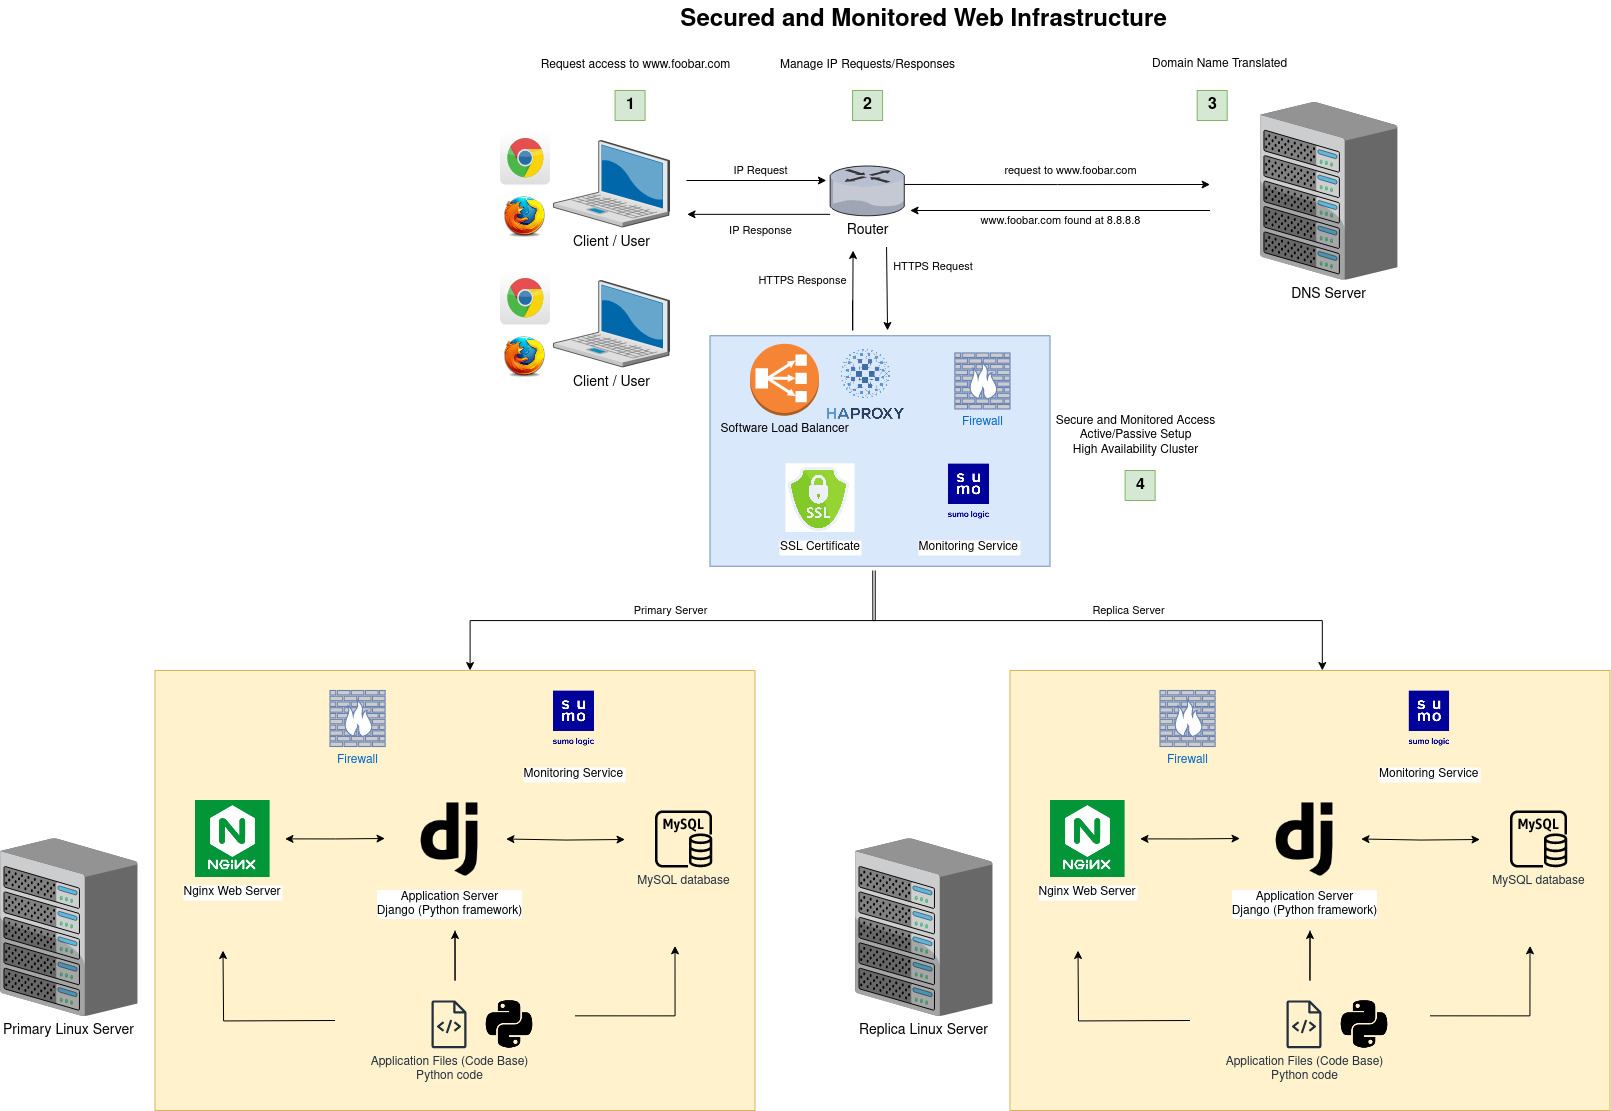 Secured and Monitored Web Infrastructure
Request access to www.foobar.com
Manage IP Requests/Responses
Domain Name Translated
1
2
3
IP Request
request to www.foobar.com
www.foobar.com found at 8.8.8.8
IP Response
Router
Client / User
HTTPS Response
HTTPS Request
DNS Server
Client / User
HAPROXY
Software Load Balancer
Firewall
Secure and Monitored Access
Active/Passive Setup
High Availability Cluster
4
SSL
SSL Certificate
su
mo
sumo logic
Monitoring Service
Primary Server
Replica Server
Firewall
su
mo
sumo logic
Monitoring Service
NGINX
Nginx Web Server
dj
Application Server
Django (Python framework)
MySQL
MySQL database
Primary Linux Server
</>
Application Files (Code Base)
Python code
Firewall
su
mo
sumo logic
Monitoring Service
NGINX
Nginx Web Server
dj
Application Server
Django (Python framework)
MySQL
MySQL database
Replica Linux Server
</>
Application Files (Code Base)
Python code